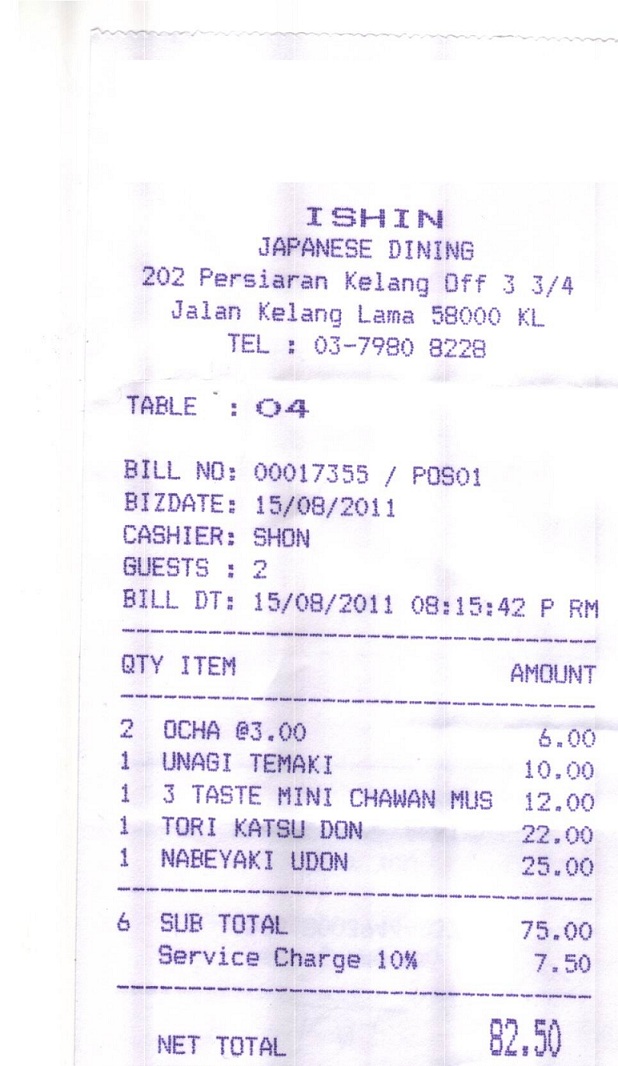 ISHIN
JAPANESE DINING
202 Persiaran Kelang Off 3 3/4
Jalan Kelang Lama 58000 KL
TEL : 03-7980 8228
TABLE : 04
BILL NO: 00017355 / POS01
BIZDATE: 15/08/2011
CASHIER: SHON
GUESTS : 2
BILL DT: 15/08/2011 08:15:42 P RM
QTY ITEM AMOUNT
2 OCHA @3.00 6.00
1 UNAGI TEMAKI 10.00
1 3 TASTE MINI CHAWAN MUS 12.00
1 TORI KATSU DON 22.00
1 NABEYAKI UDON 25.00
6 SUB TOTAL 75.00
Service Charge 10% 7.50
NET TOTAL 82.50